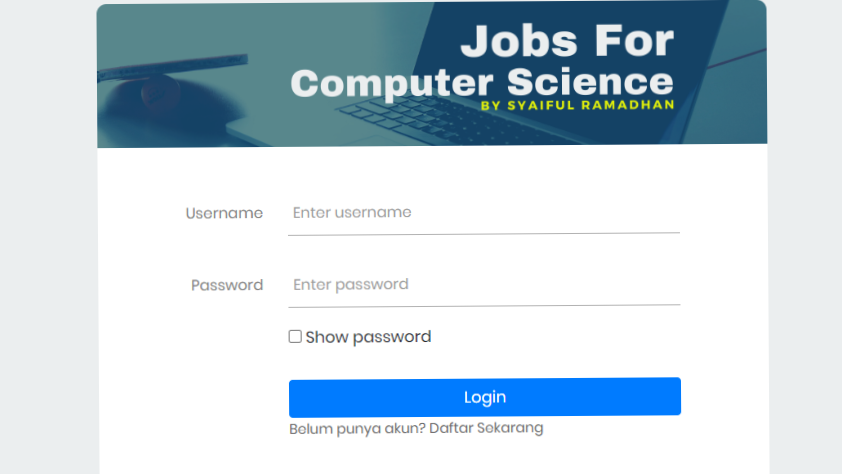 Jobs For
Computer Science
BY SYAIFUL RAMADHAN
Username Enter username
Password Enter password
Show password
Login
Belum punya akun? Daftar Sekarang